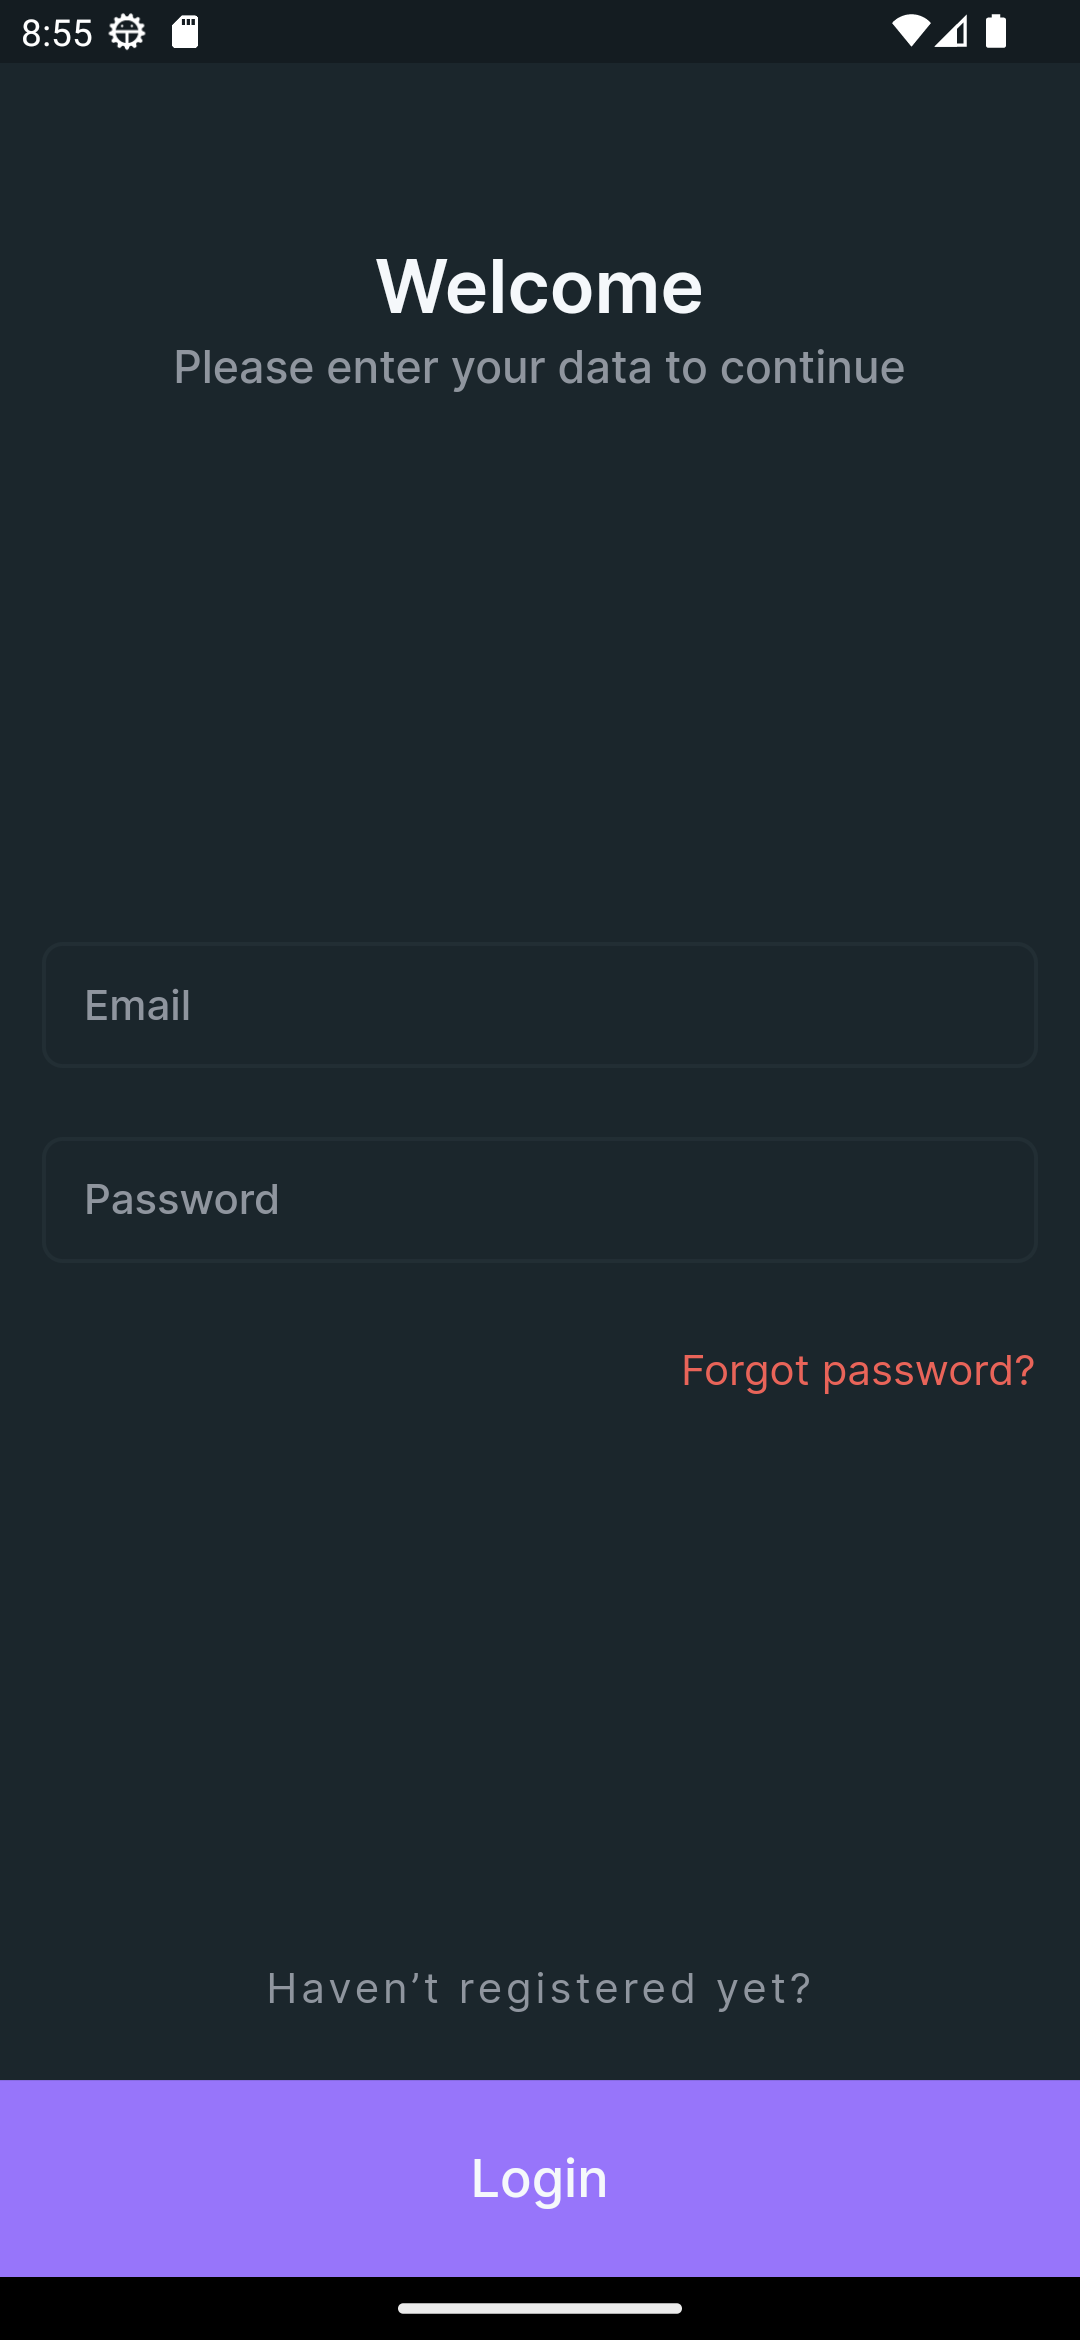 8:55
Welcome
Please enter your data to continue
Email
Password
Forgot password?
Haven’t registered yet?
Login